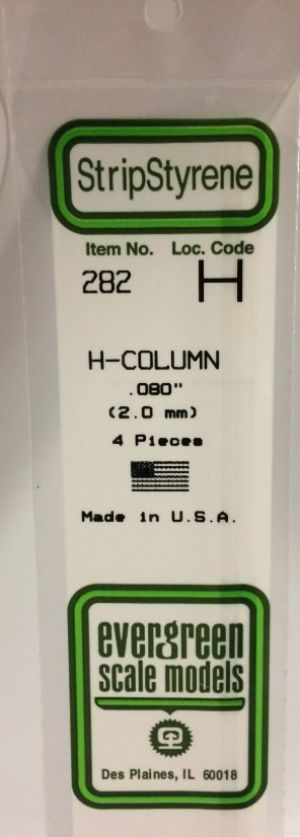 StripStyrene
Item No. Loc. Code
282 H
H-COLUMN
.080"
(2.0 mm)
4 Pieces
Made in U.S.A.
evergreen
scale models
Des Plaines, IL 60018